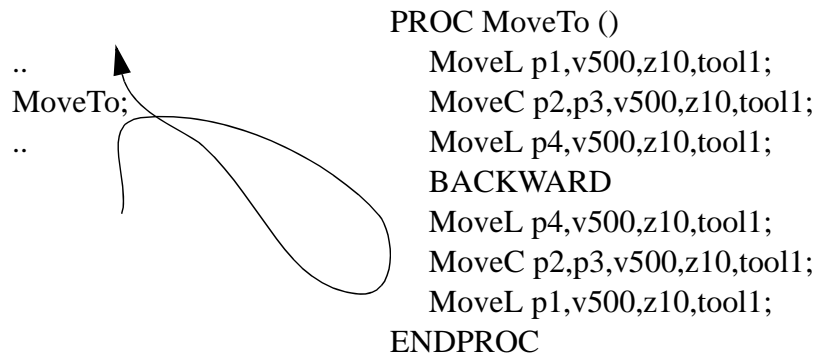 ..
MoveTo;
..
PROC MoveTo ()
MoveL p1,v500,z10,tool1;
MoveC p2,p3,v500,z10,tool1;
MoveL p4,v500,z10,tool1;
BACKWARD
MoveL p4,v500,z10,tool1;
MoveC p2,p3,v500,z10,tool1;
MoveL p1,v500,z10,tool1;
ENDPROC